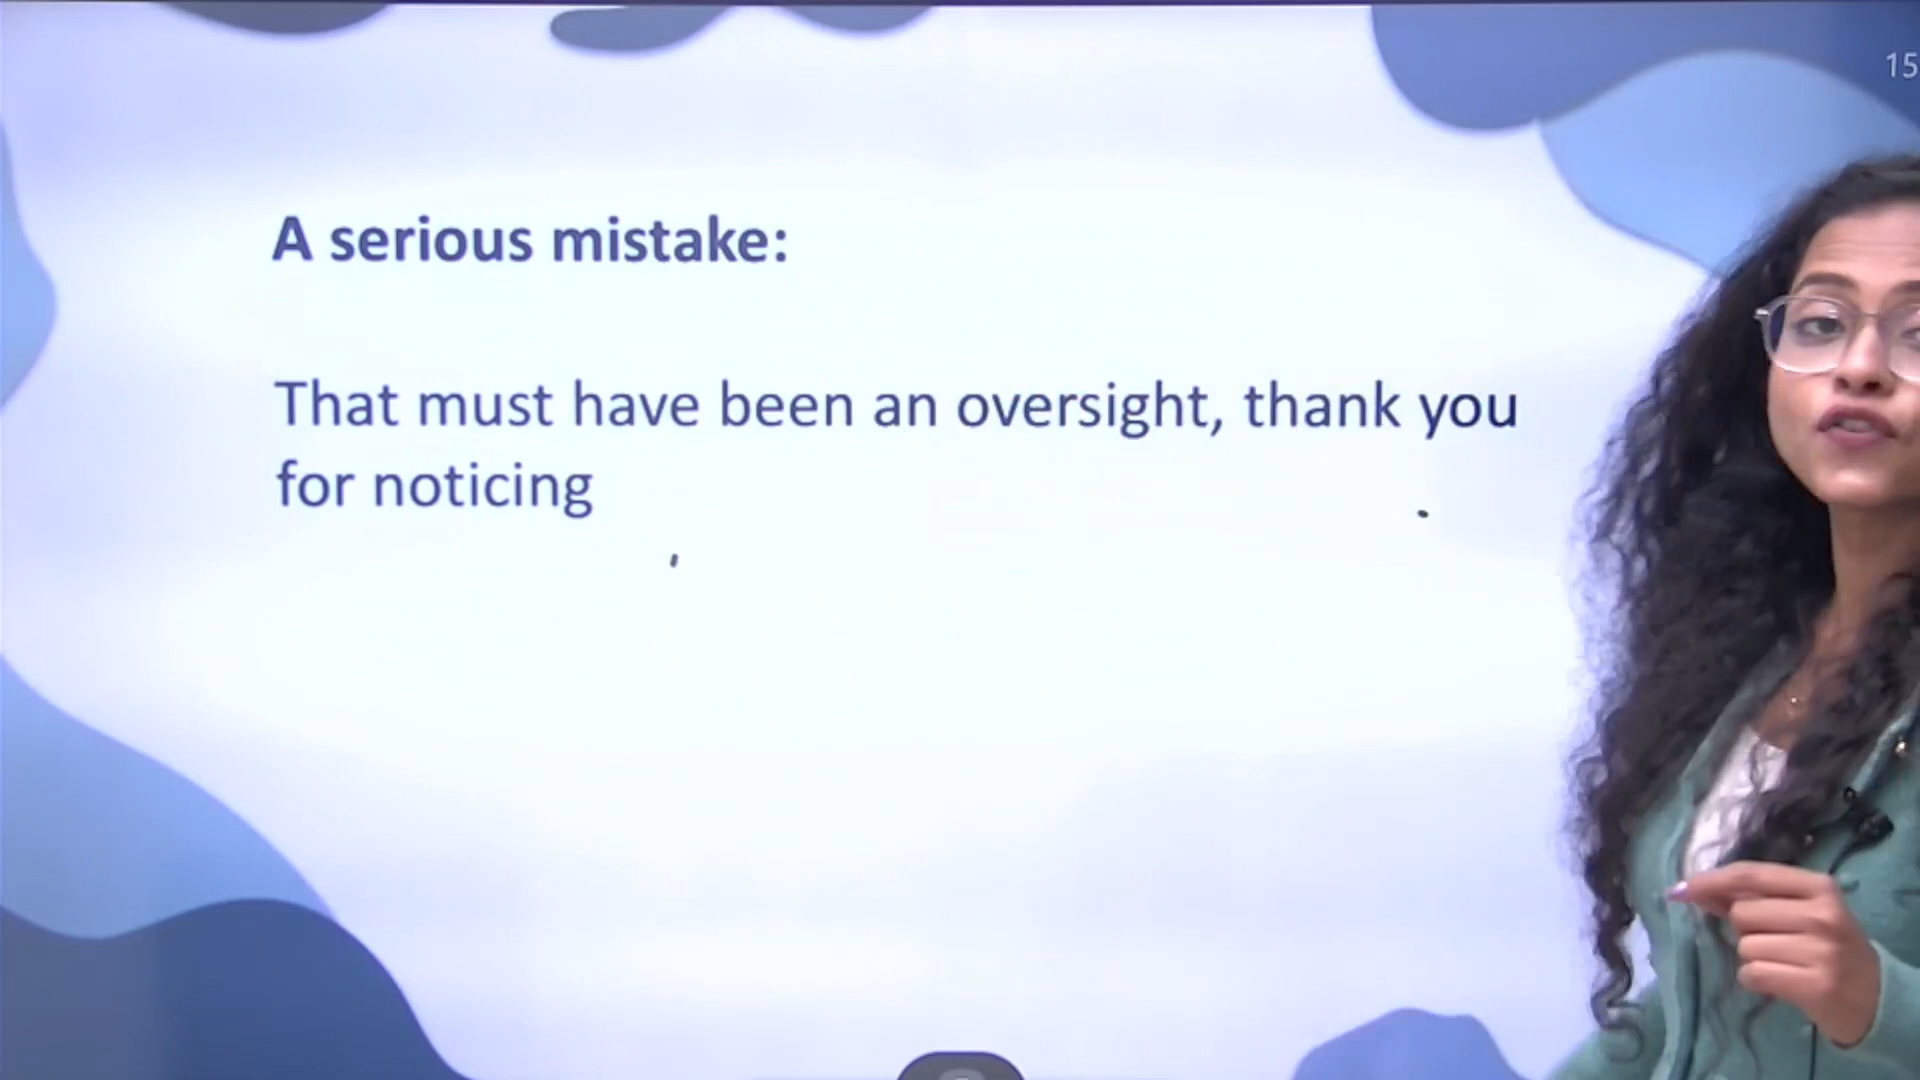 15
A serious mistake:
That must have been an oversight, thank you
for noticing